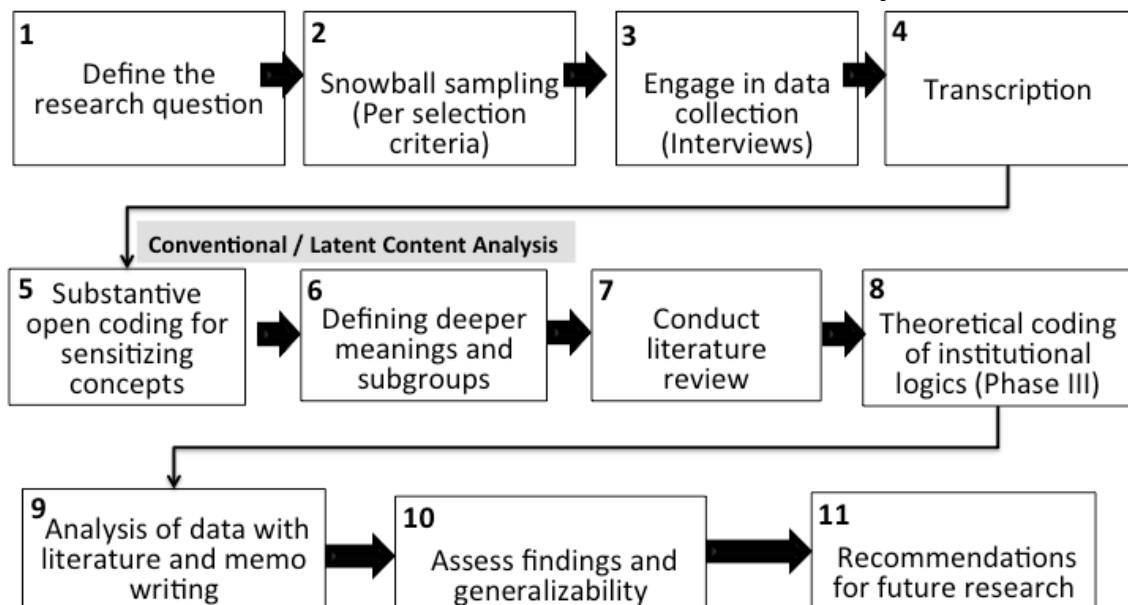 1
Define the
research question
2
Snowball sampling
(Per selection
criteria)
3
Engage in data
collection
(Interviews)
4
Transcription
Conventional / Latent Content Analysis
5
Substantive
open coding for
sensitizing
concepts
6
Defining deeper
meanings and
subgroups
7
Conduct
literature
review
8
Theoretical coding
of institutional
logics (Phase III)
9
Analysis of data with
literature and memo
writing
10
Assess findings and
generalizability
11
Recommendations
for future research